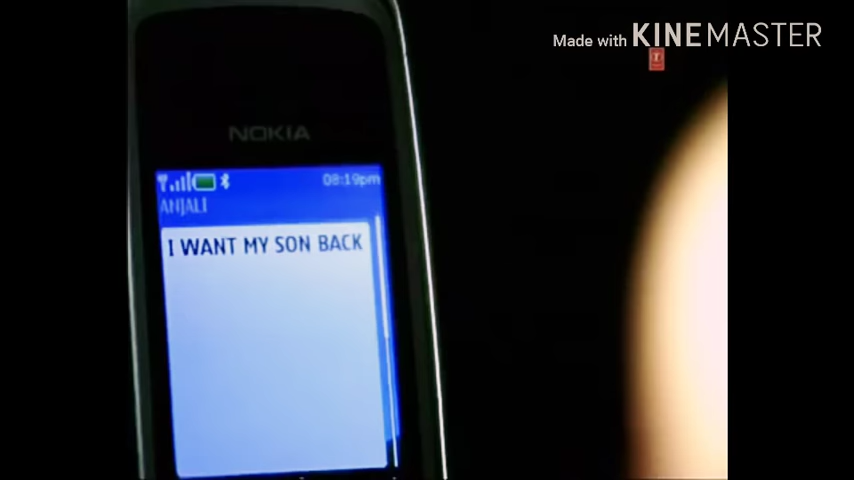 Made with KINEMASTER
NOKIA
08:19pm
ANJALI
I WANT MY SON BACK